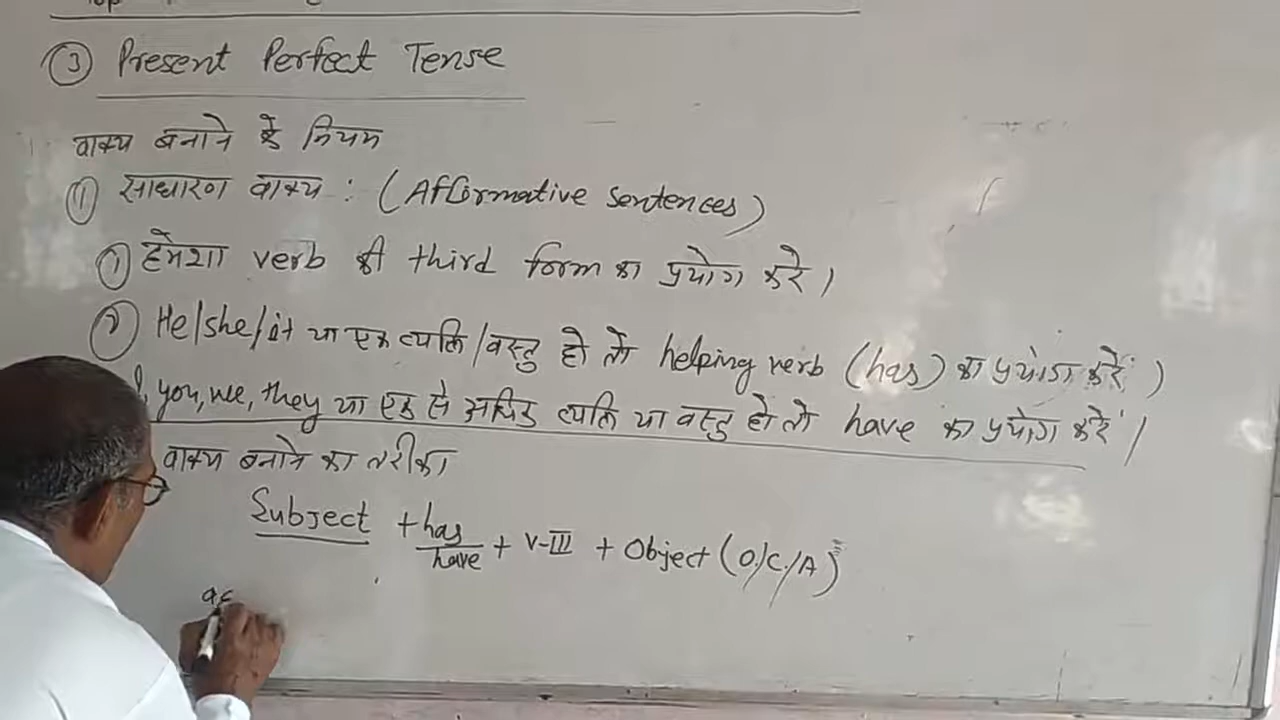 ③ Present Perfect Tense
वाक्य बनाने के नियम
① साधारण वाक्य : (Affirmative Sentences)
① हमेशा verb की third form का प्रयोग करे।
② He/she/it या एक व्यक्ति/वस्तु हो तो helping verb (has) का प्रयोग करें)
you, we, they या एक से अधिक व्यक्ति या वस्तु हो तो have का प्रयोग करें।
वाक्य बनाने का तरीका
Subject + has/have + V-III + Object (O./C./A)